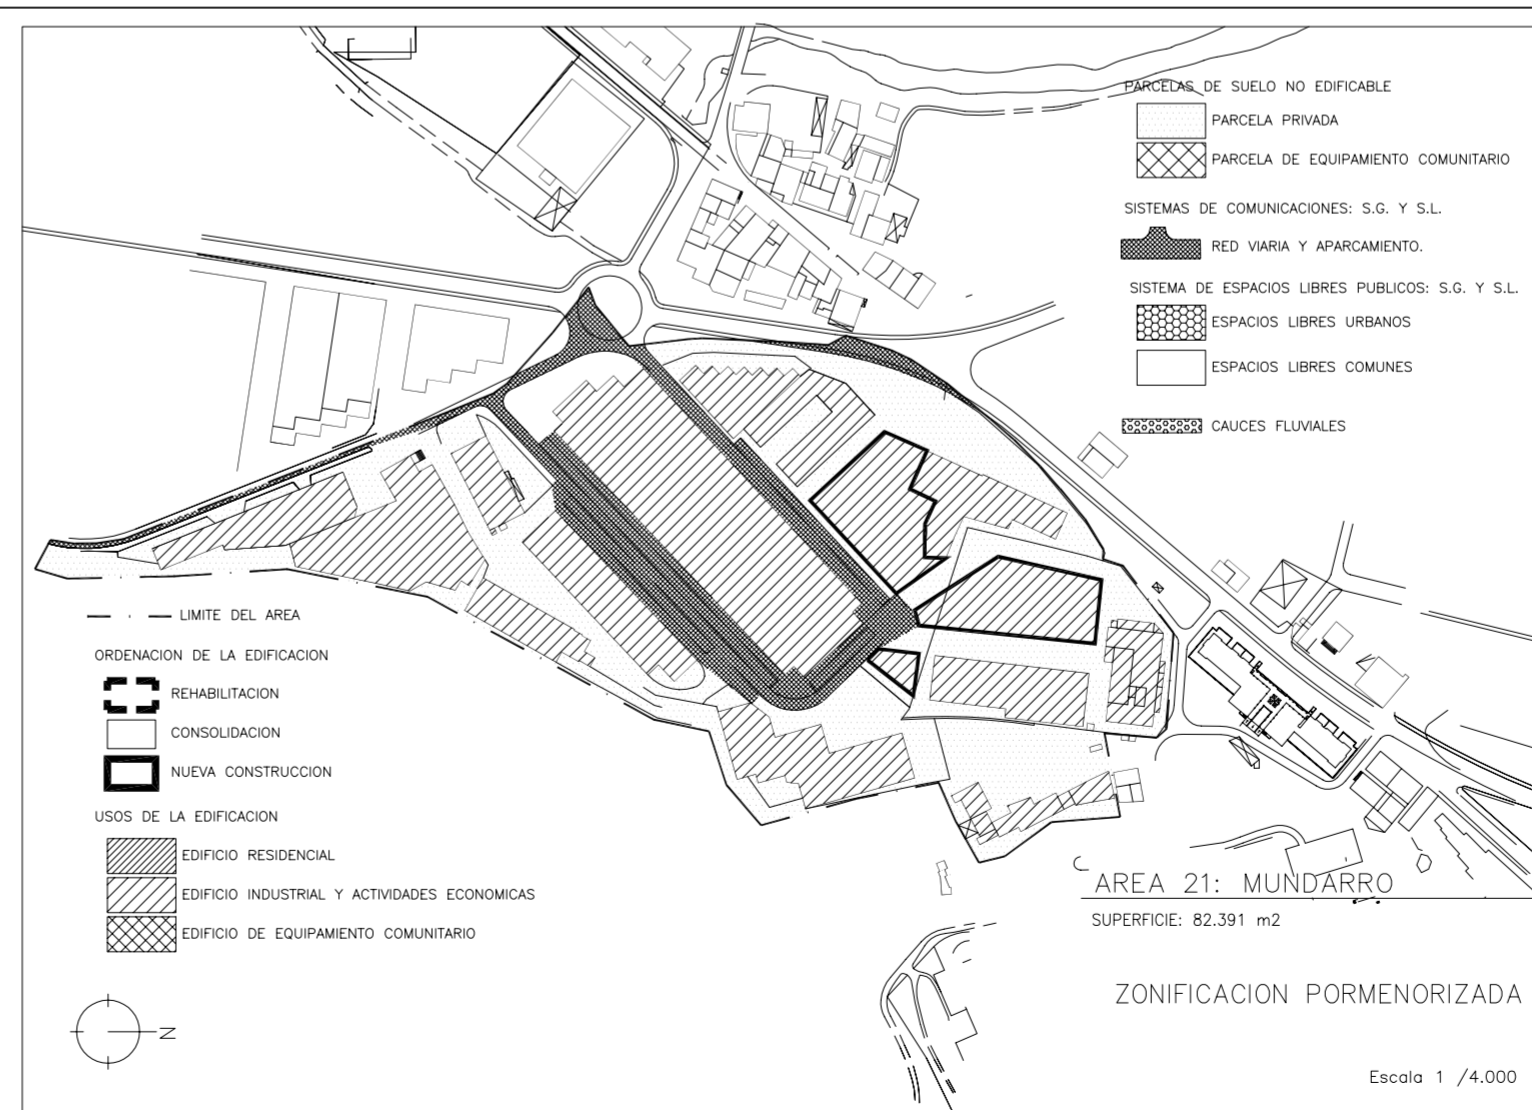 PARCELAS DE SUELO NO EDIFICABLE
PARCELA PRIVADA
PARCELA DE EQUIPAMIENTO COMUNITARIO
SISTEMAS DE COMUNICACIONES: S.G. Y S.L.
RED VIARIA Y APARCAMIENTO.
SISTEMA DE ESPACIOS LIBRES PUBLICOS: S.G. Y S.L.
ESPACIOS LIBRES URBANOS
ESPACIOS LIBRES COMUNES
CAUCES FLUVIALES
LIMITE DEL AREA
ORDENACION DE LA EDIFICACION
REHABILITACION
CONSOLIDACION
NUEVA CONSTRUCCION
USOS DE LA EDIFICACION
EDIFICIO RESIDENCIAL
EDIFICIO INDUSTRIAL Y ACTIVIDADES ECONOMICAS
EDIFICIO DE EQUIPAMIENTO COMUNITARIO
N
AREA 21: MUNDARRO
SUPERFICIE: 82.391 m2
ZONIFICACION PORMENORIZADA
Escala 1 /4.000